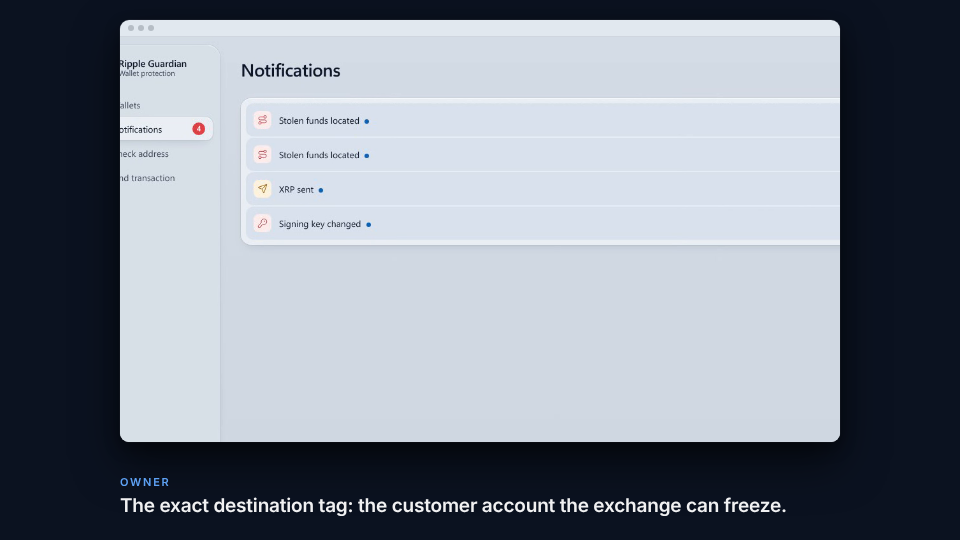 Ripple Guardian
Wallet protection
allets
otifications 4
heck address
nd transaction
Notifications
Stolen funds located
Stolen funds located
XRP sent
Signing key changed
OWNER
The exact destination tag: the customer account the exchange can freeze.